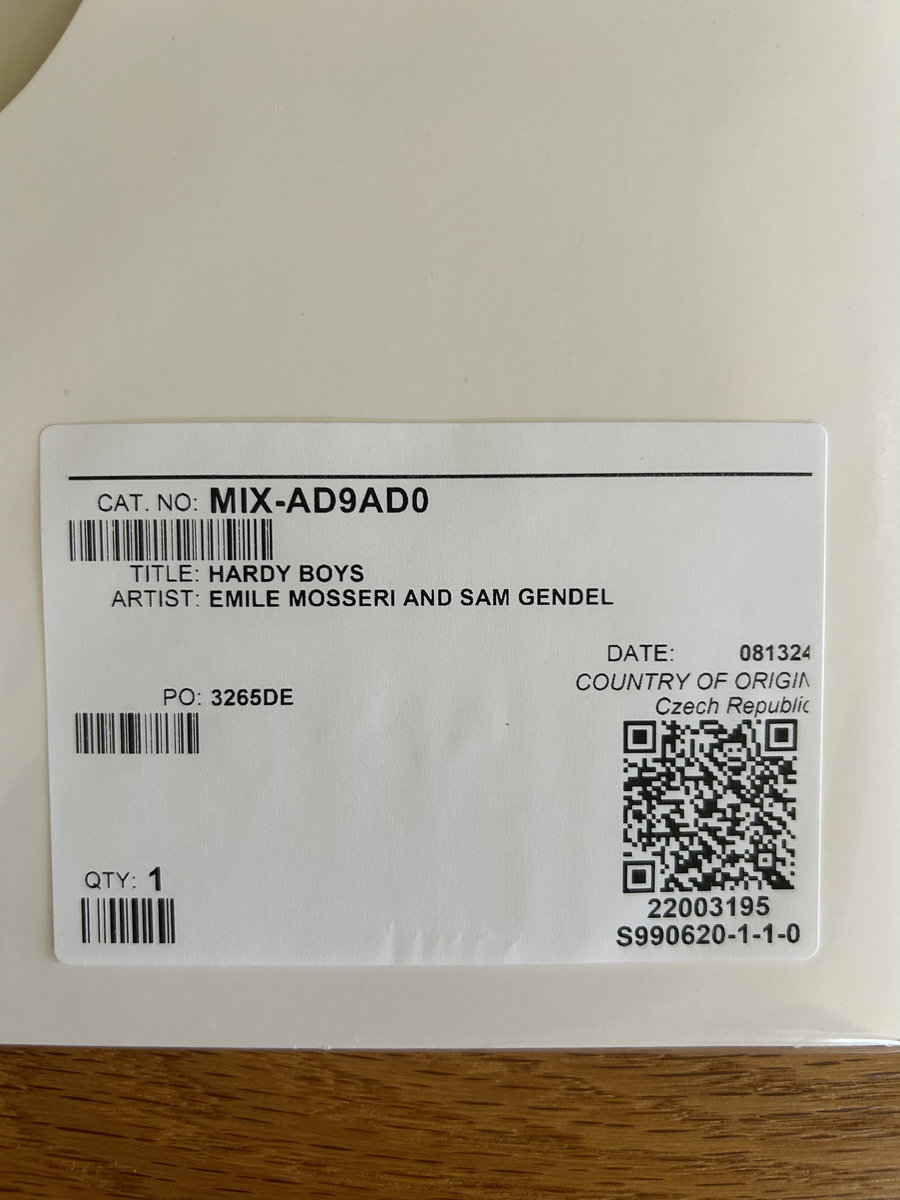 CAT. NO: MIX-AD9AD0
TITLE: HARDY BOYS
ARTIST: EMILE MOSSERI AND SAM GENDEL
DATE: 081324
COUNTRY OF ORIGIN
Czech Republic
PO: 3265DE
QTY: 1
22003195
S990620-1-1-0